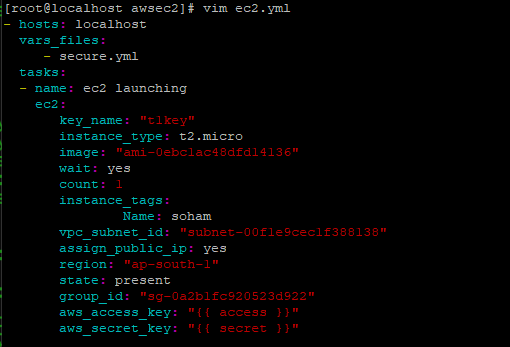 [root@localhost awsec2]# vim ec2.yml
- hosts: localhost
  vars_files:
     - secure.yml
  tasks:
  - name: ec2 launching
    ec2:
       key_name: "t1key"
       instance_type: t2.micro
       image: "ami-0ebc1ac48dfd14136"
       wait: yes
       count: 1
       instance_tags:
               Name: soham
       vpc_subnet_id: "subnet-00f1e9cec1f388138"
       assign_public_ip: yes
       region: "ap-south-1"
       state: present
       group_id: "sg-0a2b1fc920523d922"
       aws_access_key: "{{ access }}"
       aws_secret_key: "{{ secret }}"